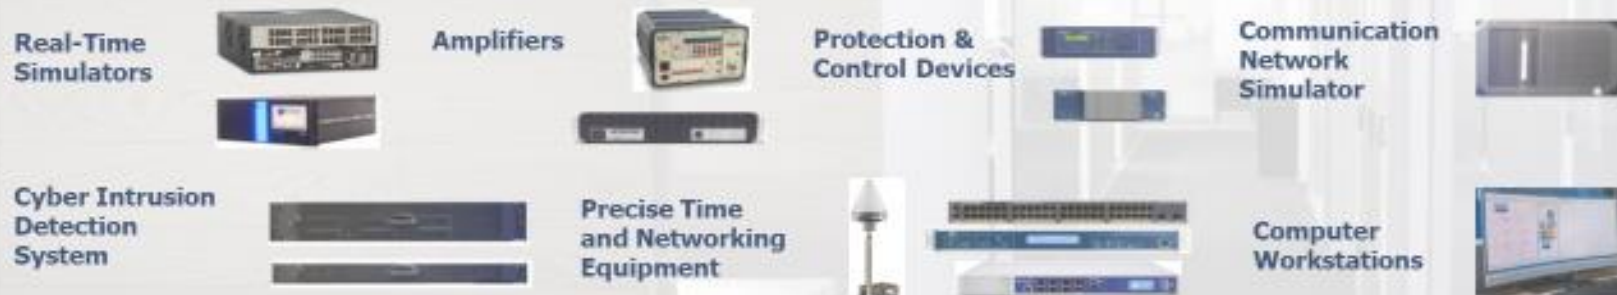 Real-Time
Simulators
Amplifiers
Protection &
Control Devices
Communication
Network
Simulator
Cyber Intrusion
Detection
System
Precise Time
and Networking
Equipment
Computer
Workstations